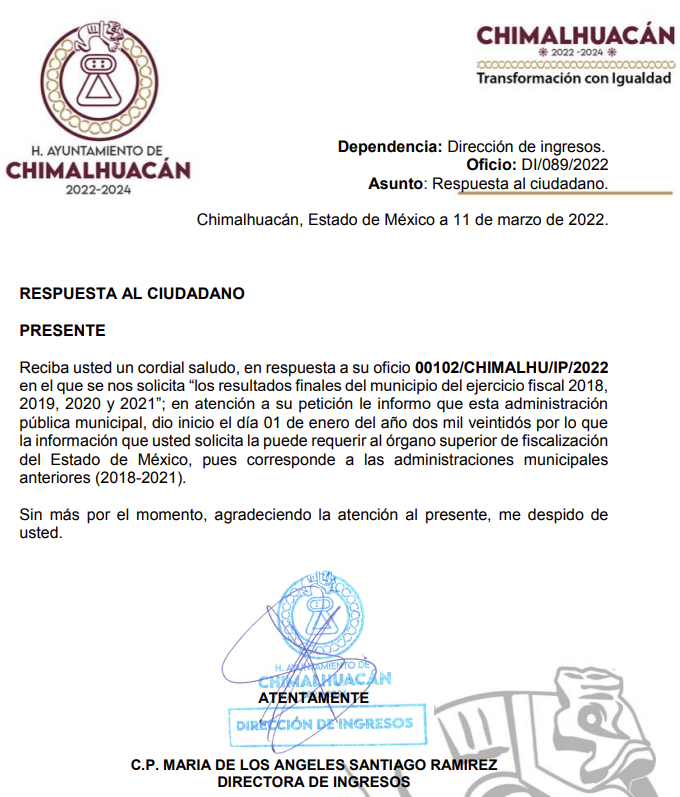 CHIMALHUACÁN
2022-2024
Transformación con Igualdad
H. AYUNTAMIENTO DE
CHIMALHUACÁN
2022-2024
Dependencia: Dirección de ingresos.
Oficio: DI/089/2022
Asunto: Respuesta al ciudadano.
Chimalhuacán, Estado de México a 11 de marzo de 2022.
RESPUESTA AL CIUDADANO
PRESENTE
Reciba usted un cordial saludo, en respuesta a su oficio 00102/CHIMALHU/IP/2022
en el que se nos solicita “los resultados finales del municipio del ejercicio fiscal 2018,
2019, 2020 y 2021”; en atención a su petición le informo que esta administración
pública municipal, dio inicio el día 01 de enero del año dos mil veintidós por lo que
la información que usted solicita la puede requerir al órgano superior de fiscalización
del Estado de México, pues corresponde a las administraciones municipales
anteriores (2018-2021).
Sin más por el momento, agradeciendo la atención al presente, me despido de
usted.
H. AYUNTAMIENTO DE
CHIMALHUACÁN
ATENTAMENTE
DIRECCIÓN DE INGRESOS
C.P. MARIA DE LOS ANGELES SANTIAGO RAMIREZ
DIRECTORA DE INGRESOS